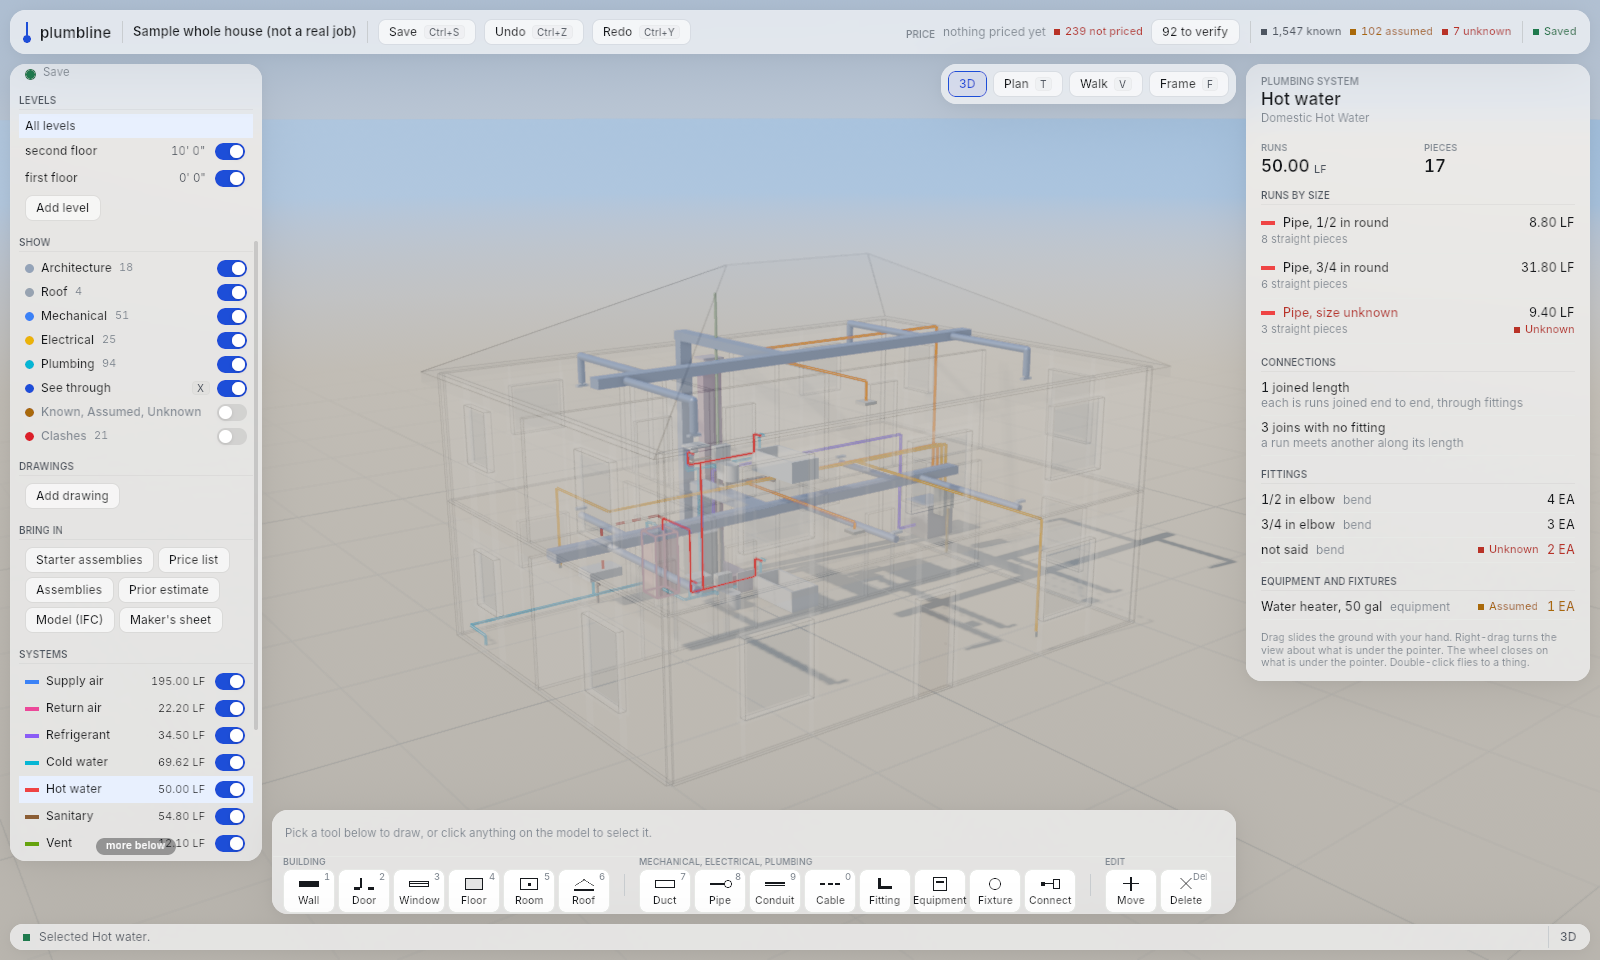 plumbline
Sample whole house (not a real job)
Save Ctrl+S
Undo Ctrl+Z
Redo Ctrl+Y
PRICE nothing priced yet
239 not priced
92 to verify
1,547 known
102 assumed
7 unknown
Saved
Save
LEVELS
All levels
second floor 10' 0"
first floor 0' 0"
Add level
SHOW
Architecture 18
Roof 4
Mechanical 51
Electrical 25
Plumbing 94
See through X
Known, Assumed, Unknown
Clashes 21
DRAWINGS
Add drawing
BRING IN
Starter assemblies
Price list
Assemblies
Prior estimate
Model (IFC)
Maker's sheet
SYSTEMS
Supply air 195.00 LF
Return air 22.20 LF
Refrigerant 34.50 LF
Cold water 69.62 LF
Hot water 50.00 LF
Sanitary 54.80 LF
Vent 12.10 LF
more below
3D
Plan T
Walk V
Frame F
PLUMBING SYSTEM
Hot water
Domestic Hot Water
RUNS PIECES
50.00 LF 17
RUNS BY SIZE
Pipe, 1/2 in round 8.80 LF
8 straight pieces
Pipe, 3/4 in round 31.80 LF
6 straight pieces
Pipe, size unknown 9.40 LF
3 straight pieces Unknown
CONNECTIONS
1 joined length
each is runs joined end to end, through fittings
3 joins with no fitting
a run meets another along its length
FITTINGS
1/2 in elbow bend 4 EA
3/4 in elbow bend 3 EA
not said bend Unknown 2 EA
EQUIPMENT AND FIXTURES
Water heater, 50 gal equipment Assumed 1 EA
Drag slides the ground with your hand. Right-drag turns the
view about what is under the pointer. The wheel closes on
what is under the pointer. Double-click flies to a thing.
Pick a tool below to draw, or click anything on the model to select it.
BUILDING
1 Wall
2 Door
3 Window
4 Floor
5 Room
6 Roof
MECHANICAL, ELECTRICAL, PLUMBING
7 Duct
8 Pipe
9 Conduit
0 Cable
Fitting
Equipment
Fixture
Connect
EDIT
Move
Del Delete
Selected Hot water.
3D